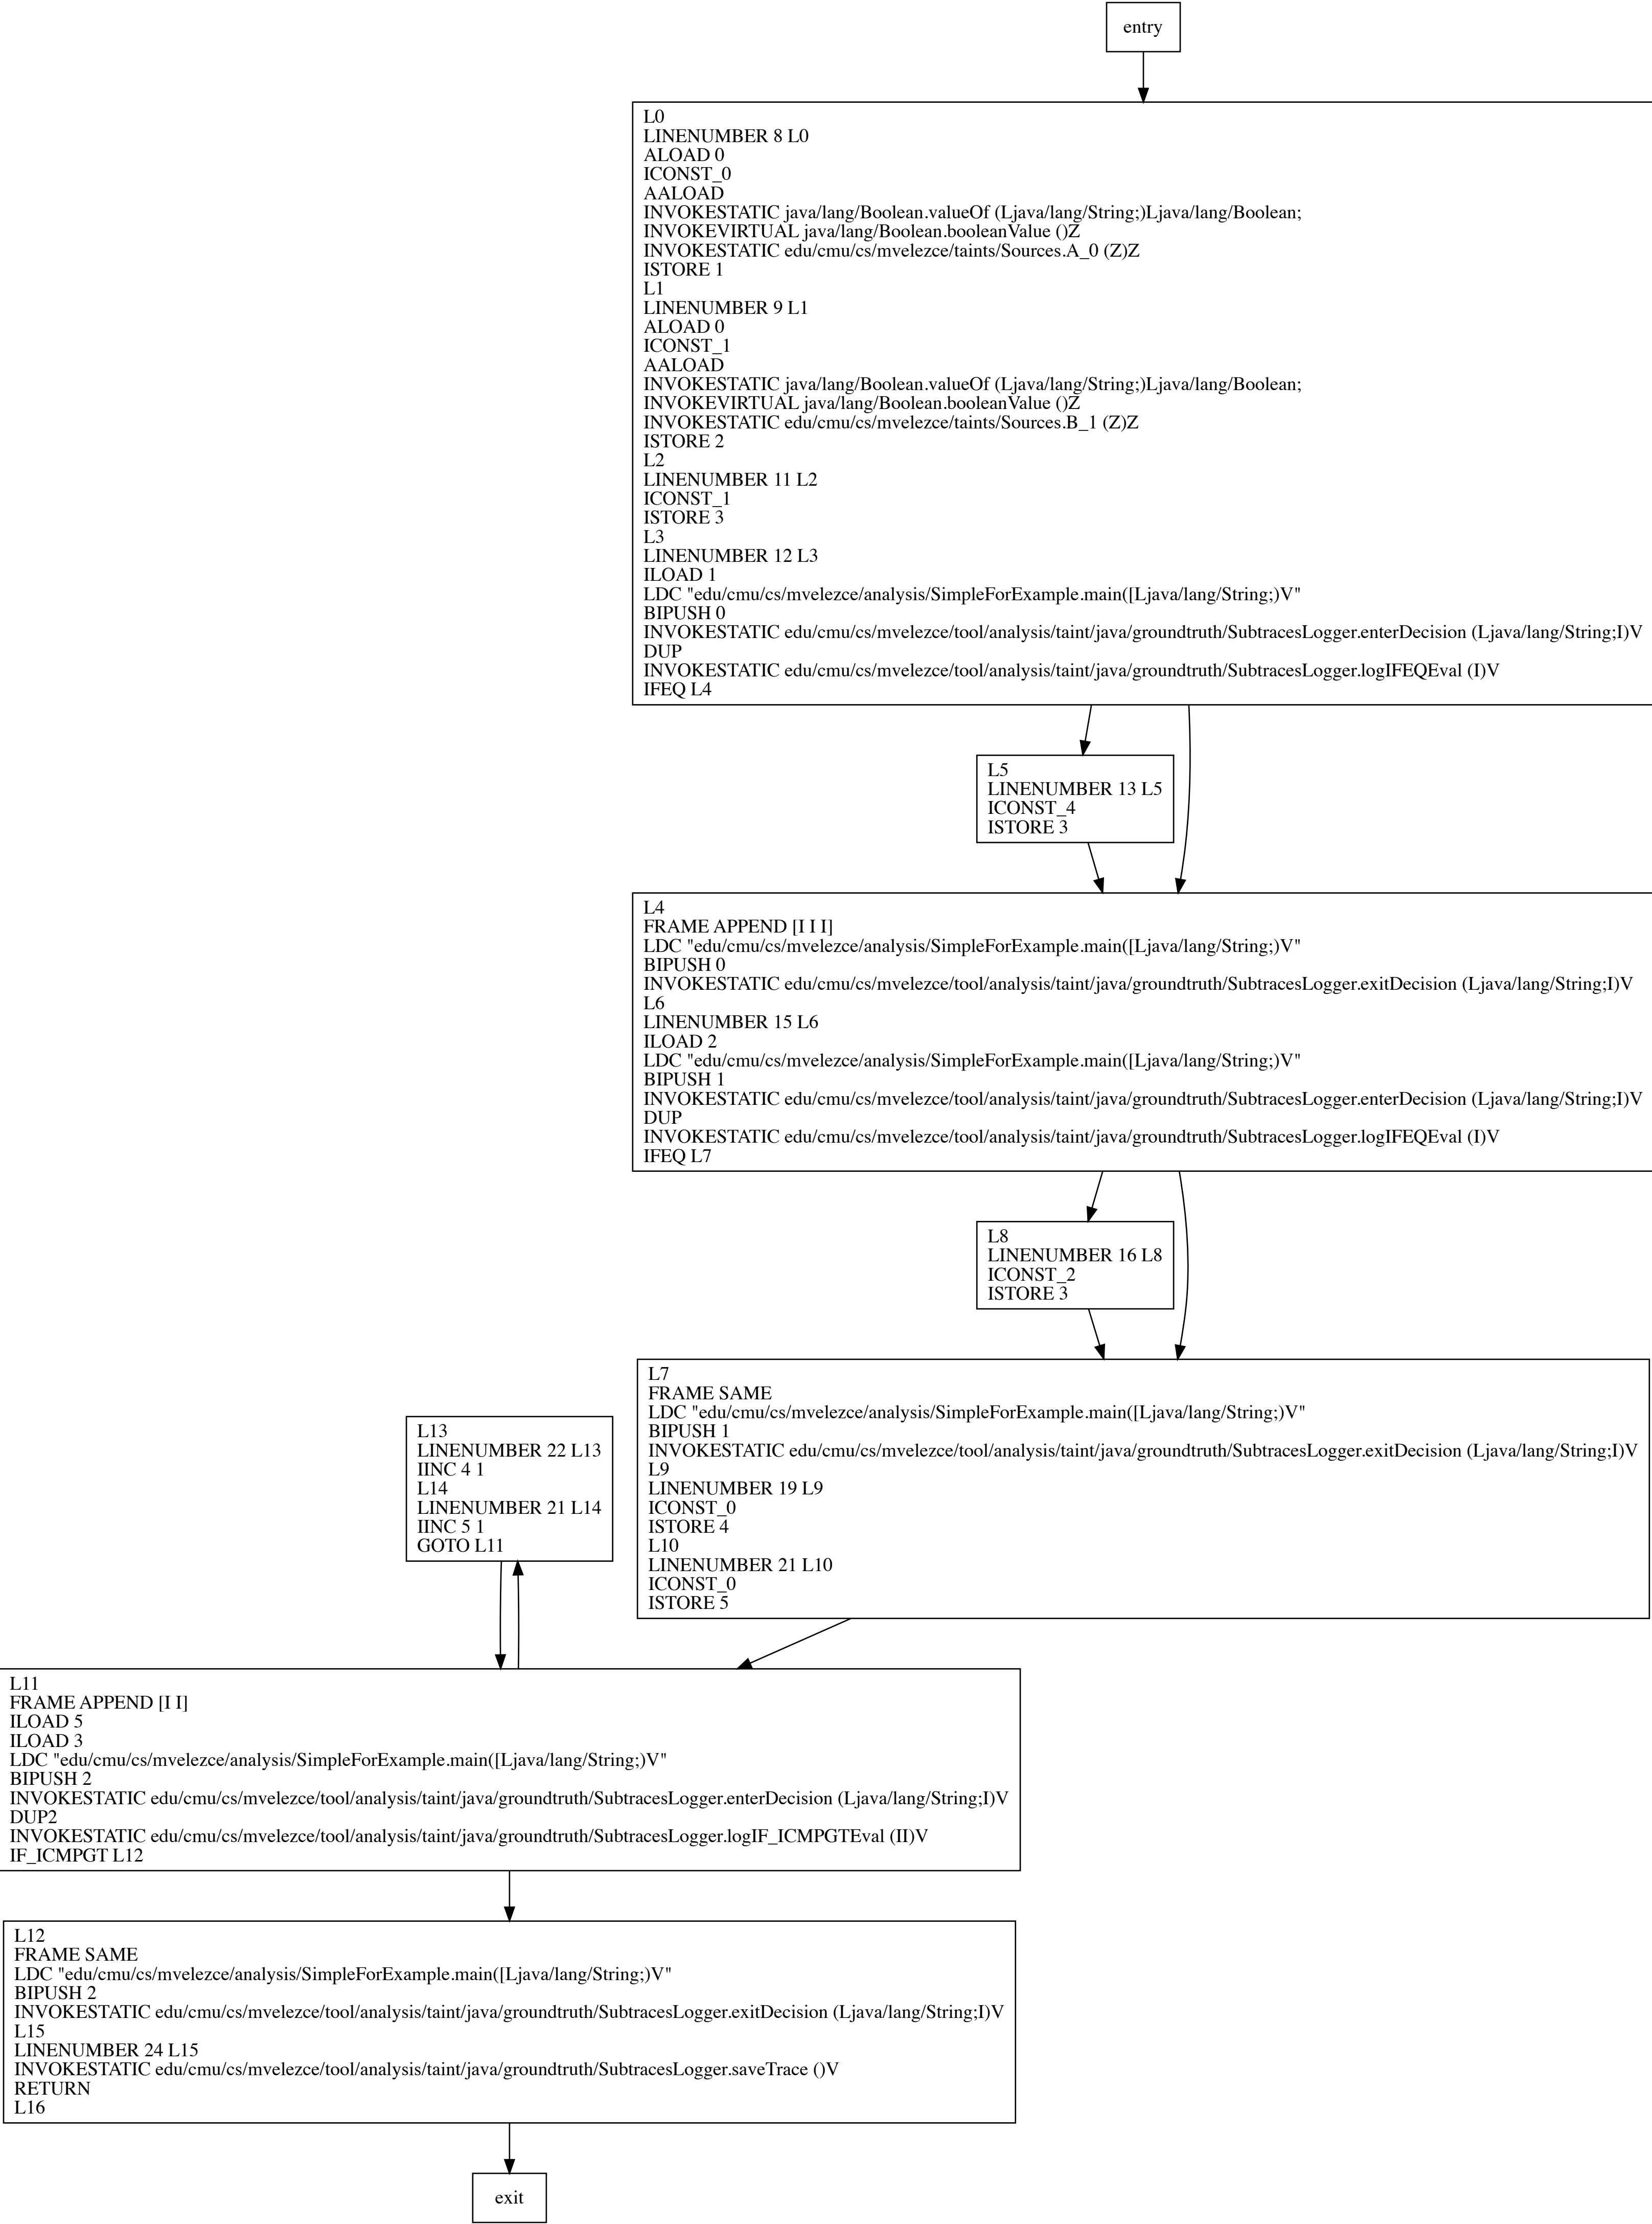 entry
L0
LINENUMBER 8 L0
ALOAD 0
ICONST_0
AALOAD
INVOKESTATIC java/lang/Boolean.valueOf (Ljava/lang/String;)Ljava/lang/Boolean;
INVOKEVIRTUAL java/lang/Boolean.booleanValue ()Z
INVOKESTATIC edu/cmu/cs/mvelezce/taints/Sources.A_0 (Z)Z
ISTORE 1
L1
LINENUMBER 9 L1
ALOAD 0
ICONST_1
AALOAD
INVOKESTATIC java/lang/Boolean.valueOf (Ljava/lang/String;)Ljava/lang/Boolean;
INVOKEVIRTUAL java/lang/Boolean.booleanValue ()Z
INVOKESTATIC edu/cmu/cs/mvelezce/taints/Sources.B_1 (Z)Z
ISTORE 2
L2
LINENUMBER 11 L2
ICONST_1
ISTORE 3
L3
LINENUMBER 12 L3
ILOAD 1
LDC "edu/cmu/cs/mvelezce/analysis/SimpleForExample.main([Ljava/lang/String;)V"
BIPUSH 0
INVOKESTATIC edu/cmu/cs/mvelezce/tool/analysis/taint/java/groundtruth/SubtracesLogger.enterDecision (Ljava/lang/String;I)V
DUP
INVOKESTATIC edu/cmu/cs/mvelezce/tool/analysis/taint/java/groundtruth/SubtracesLogger.logIFEQEval (I)V
IFEQ L4
L5
LINENUMBER 13 L5
ICONST_4
ISTORE 3
L4
FRAME APPEND [I I I]
LDC "edu/cmu/cs/mvelezce/analysis/SimpleForExample.main([Ljava/lang/String;)V"
BIPUSH 0
INVOKESTATIC edu/cmu/cs/mvelezce/tool/analysis/taint/java/groundtruth/SubtracesLogger.exitDecision (Ljava/lang/String;I)V
L6
LINENUMBER 15 L6
ILOAD 2
LDC "edu/cmu/cs/mvelezce/analysis/SimpleForExample.main([Ljava/lang/String;)V"
BIPUSH 1
INVOKESTATIC edu/cmu/cs/mvelezce/tool/analysis/taint/java/groundtruth/SubtracesLogger.enterDecision (Ljava/lang/String;I)V
DUP
INVOKESTATIC edu/cmu/cs/mvelezce/tool/analysis/taint/java/groundtruth/SubtracesLogger.logIFEQEval (I)V
IFEQ L7
L8
LINENUMBER 16 L8
ICONST_2
ISTORE 3
L7
FRAME SAME
LDC "edu/cmu/cs/mvelezce/analysis/SimpleForExample.main([Ljava/lang/String;)V"
BIPUSH 1
INVOKESTATIC edu/cmu/cs/mvelezce/tool/analysis/taint/java/groundtruth/SubtracesLogger.exitDecision (Ljava/lang/String;I)V
L9
LINENUMBER 19 L9
ICONST_0
ISTORE 4
L10
LINENUMBER 21 L10
ICONST_0
ISTORE 5
L13
LINENUMBER 22 L13
IINC 4 1
L14
LINENUMBER 21 L14
IINC 5 1
GOTO L11
L11
FRAME APPEND [I I]
ILOAD 5
ILOAD 3
LDC "edu/cmu/cs/mvelezce/analysis/SimpleForExample.main([Ljava/lang/String;)V"
BIPUSH 2
INVOKESTATIC edu/cmu/cs/mvelezce/tool/analysis/taint/java/groundtruth/SubtracesLogger.enterDecision (Ljava/lang/String;I)V
DUP2
INVOKESTATIC edu/cmu/cs/mvelezce/tool/analysis/taint/java/groundtruth/SubtracesLogger.logIF_ICMPGTEval (II)V
IF_ICMPGT L12
L12
FRAME SAME
LDC "edu/cmu/cs/mvelezce/analysis/SimpleForExample.main([Ljava/lang/String;)V"
BIPUSH 2
INVOKESTATIC edu/cmu/cs/mvelezce/tool/analysis/taint/java/groundtruth/SubtracesLogger.exitDecision (Ljava/lang/String;I)V
L15
LINENUMBER 24 L15
INVOKESTATIC edu/cmu/cs/mvelezce/tool/analysis/taint/java/groundtruth/SubtracesLogger.saveTrace ()V
RETURN
L16
exit